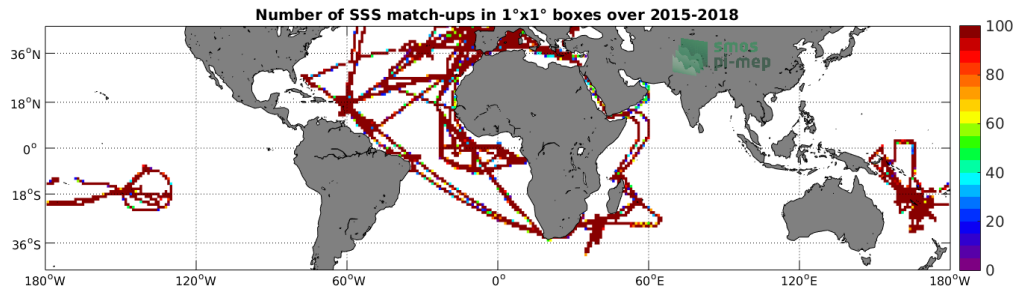 Number of SSS match-ups in 1°x1° boxes over 2015-2018
36°N
18°N
0°
18°S
36°S
180°W
120°W
60°W
0°
60°E
120°E
180°W
smos
pi-mep
100
80
60
40
20
0